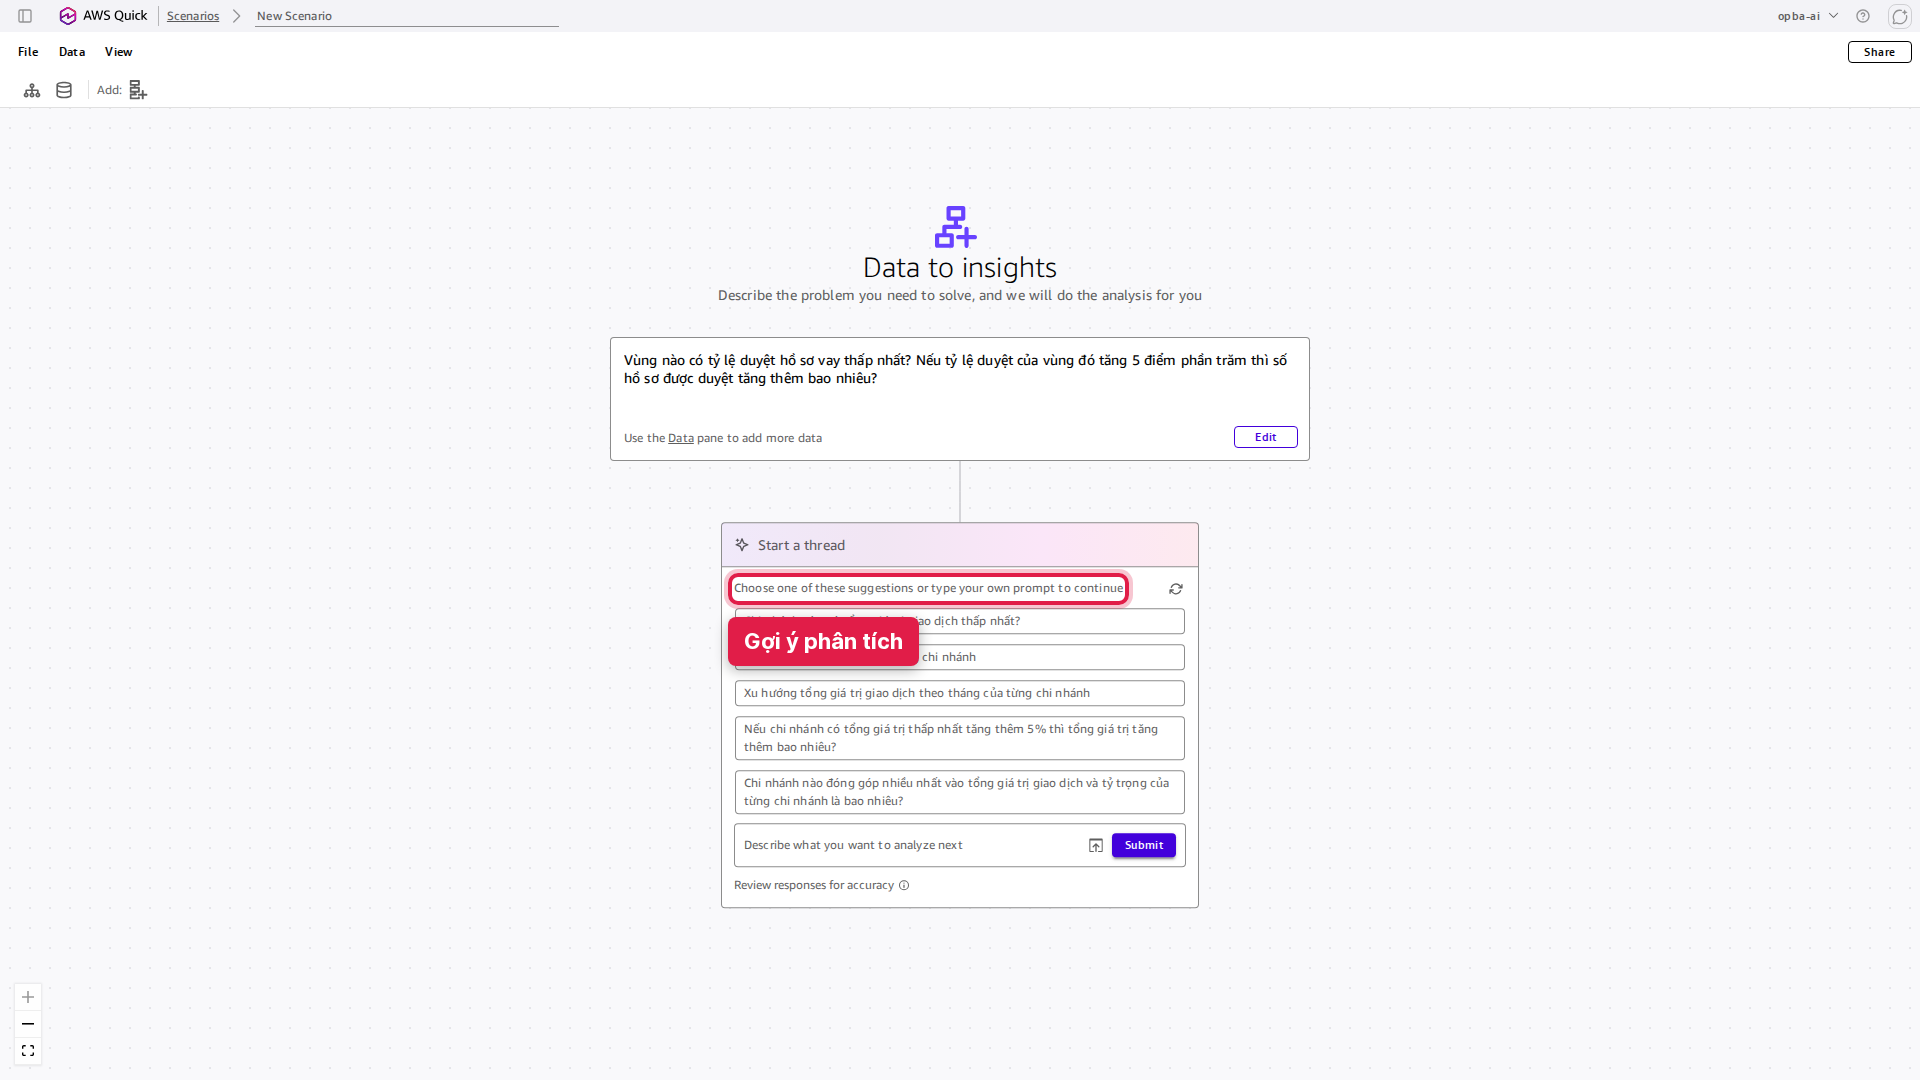 AWS Quick
Scenarios
New Scenario
opba-ai
File
Data
View
Share
Add:
Data to insights
Describe the problem you need to solve, and we will do the analysis for you
Vùng nào có tỷ lệ duyệt hồ sơ vay thấp nhất? Nếu tỷ lệ duyệt của vùng đó tăng 5 điểm phần trăm thì số
hồ sơ được duyệt tăng thêm bao nhiêu?
Use the Data pane to add more data
Edit
Start a thread
Choose one of these suggestions or type your own prompt to continue
dịch thấp nhất?
Gợi ý phân tích
chi nhánh
Xu hướng tổng giá trị giao dịch theo tháng của từng chi nhánh
Nếu chi nhánh có tổng giá trị thấp nhất tăng thêm 5% thì tổng giá trị tăng
thêm bao nhiêu?
Chi nhánh nào đóng góp nhiều nhất vào tổng giá trị giao dịch và tỷ trọng của
từng chi nhánh là bao nhiêu?
Describe what you want to analyze next
Submit
Review responses for accuracy